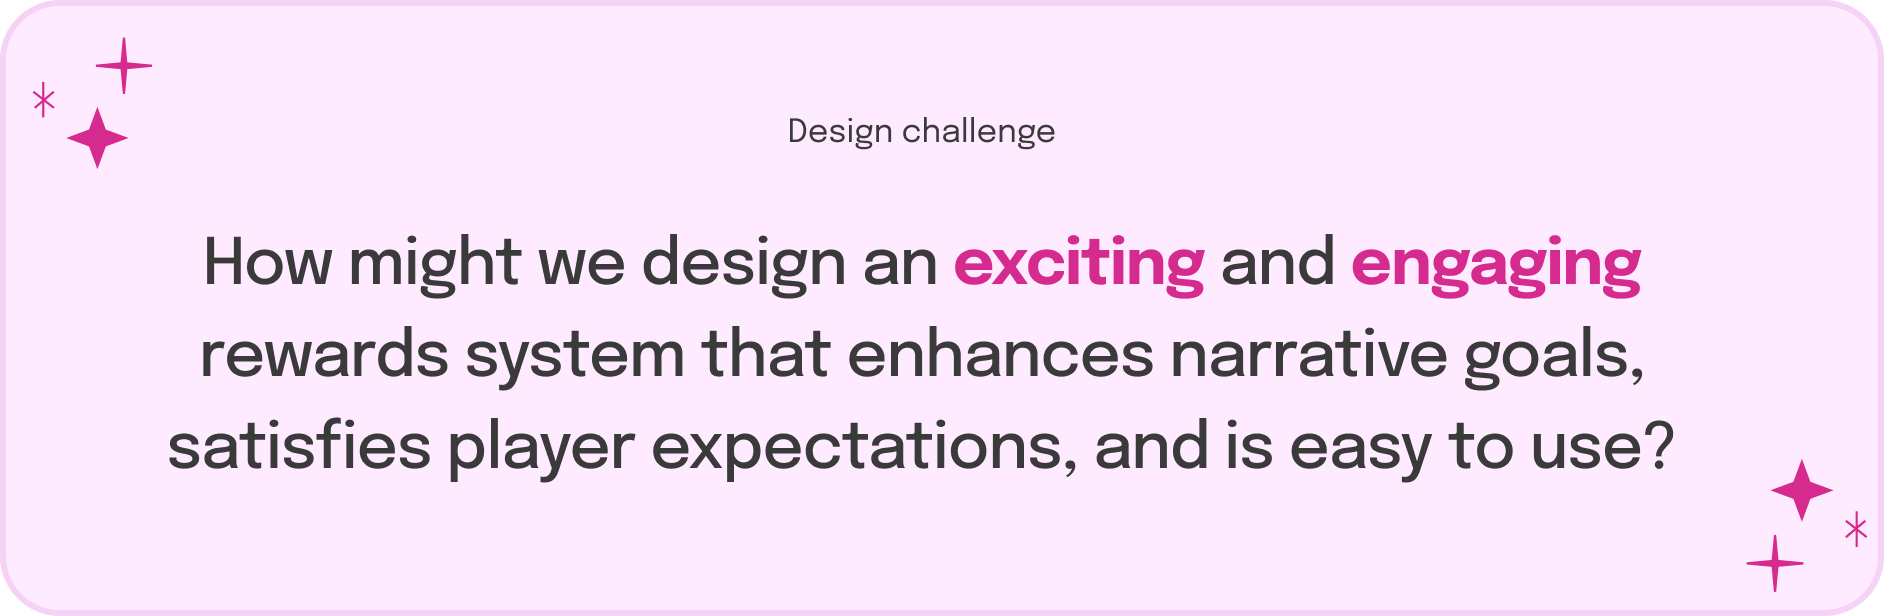 Design challenge
How might we design an exciting and engaging
rewards system that enhances narrative goals,
satisfies player expectations, and is easy to use?